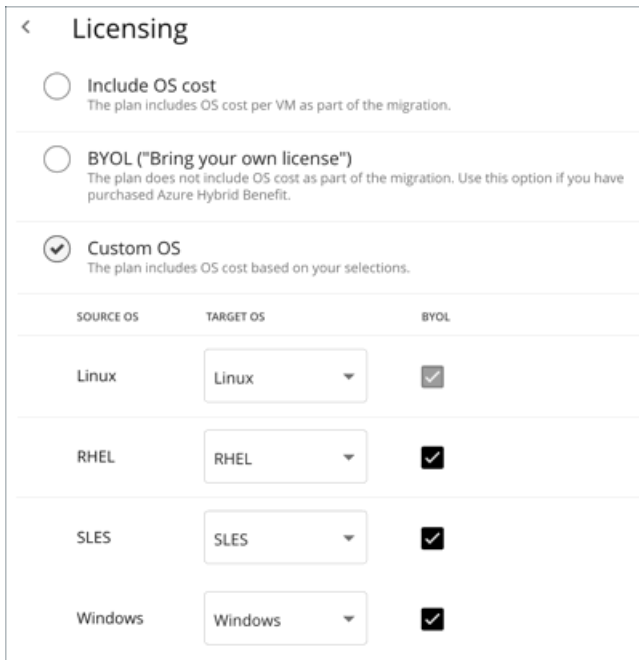 Licensing
Include OS cost
The plan includes OS cost per VM as part of the migration.
BYOL ("Bring your own license")
The plan does not include OS cost as part of the migration. Use this option if you have
purchased Azure Hybrid Benefit.
Custom OS
The plan includes OS cost based on your selections.
SOURCE OS TARGET OS BYOL
Linux Linux
RHEL RHEL
SLES SLES
Windows Windows